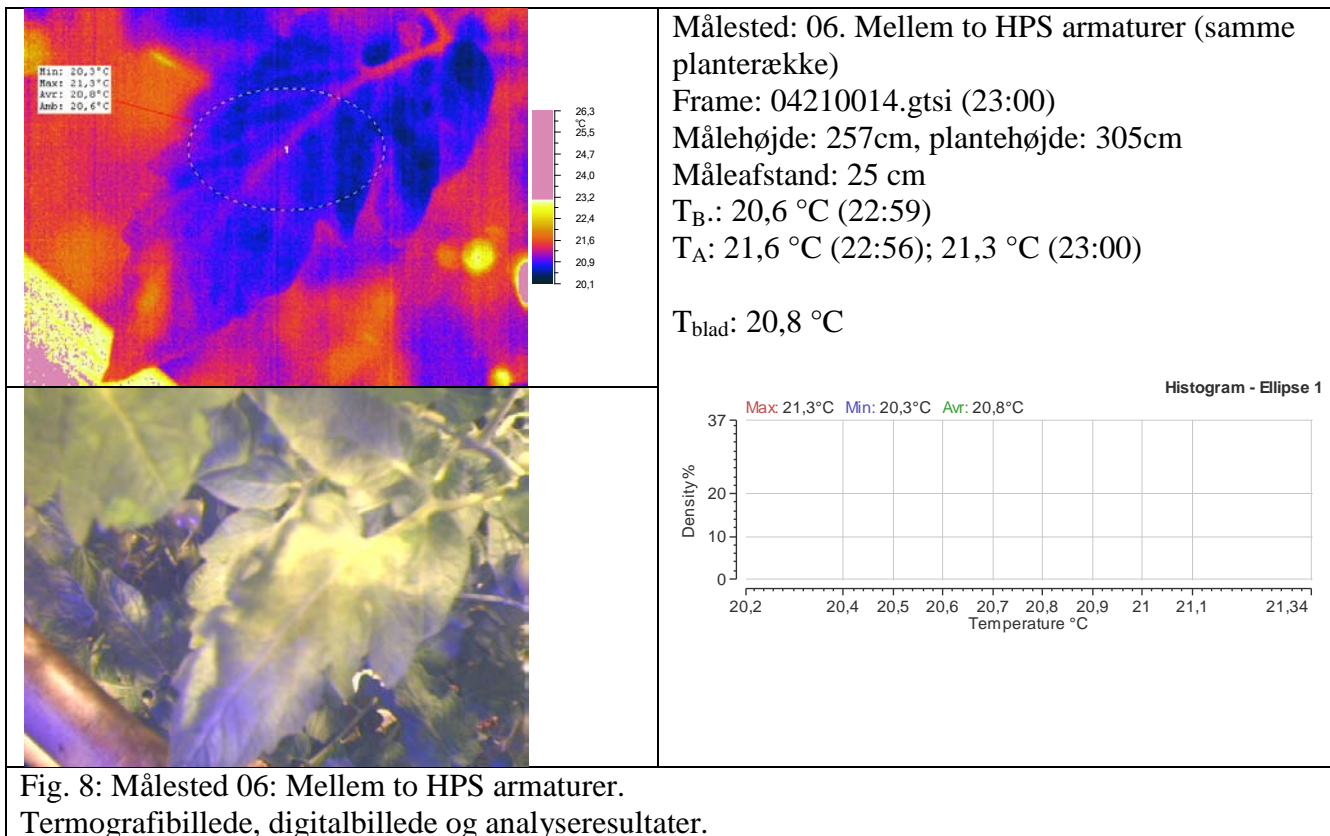 Min: 20,3°C
Max: 21,3°C
Avr: 20,8°C
Amb: 20,6°C
1
26,3
°C
25,5
24,7
24,0
23,2
22,4
21,6
20,9
20,1
Målested: 06. Mellem to HPS armaturer (samme
planterække)
Frame: 04210014.gtsi (23:00)
Målehøjde: 257cm, plantehøjde: 305cm
Måleafstand: 25 cm
T_B.: 20,6 °C (22:59)
T_A: 21,6 °C (22:56); 21,3 °C (23:00)
T_blad: 20,8 °C
Histogram - Ellipse 1
Max: 21,3°C Min: 20,3°C Avr: 20,8°C
37
20
10
0
Density %
20,2 20,4 20,5 20,6 20,7 20,8 20,9 21 21,1 21,34
Temperature °C
Fig. 8: Målested 06: Mellem to HPS armaturer.
Termografibillede, digitalbillede og analyseresultater.